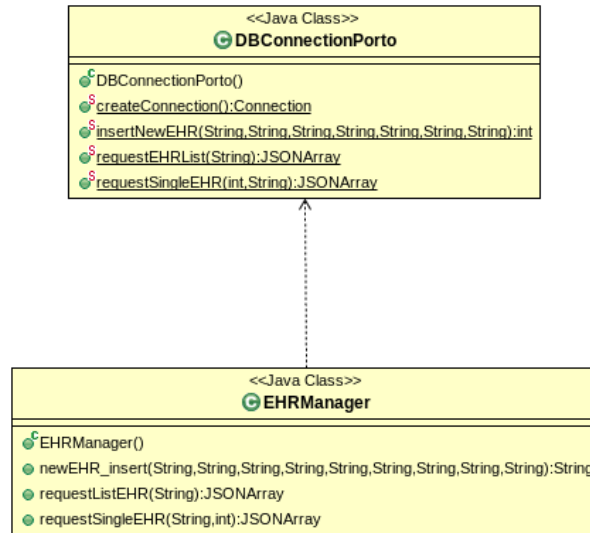 <<Java Class>>
DBConnectionPorto
DBConnectionPorto()
createConnection():Connection
insertNewEHR(String,String,String,String,String,String,String):int
requestEHRList(String):JSONArray
requestSingleEHR(int,String):JSONArray
<<Java Class>>
EHRManager
EHRManager()
newEHR_insert(String,String,String,String,String,String,String,String,String):String
requestListEHR(String):JSONArray
requestSingleEHR(String,int):JSONArray